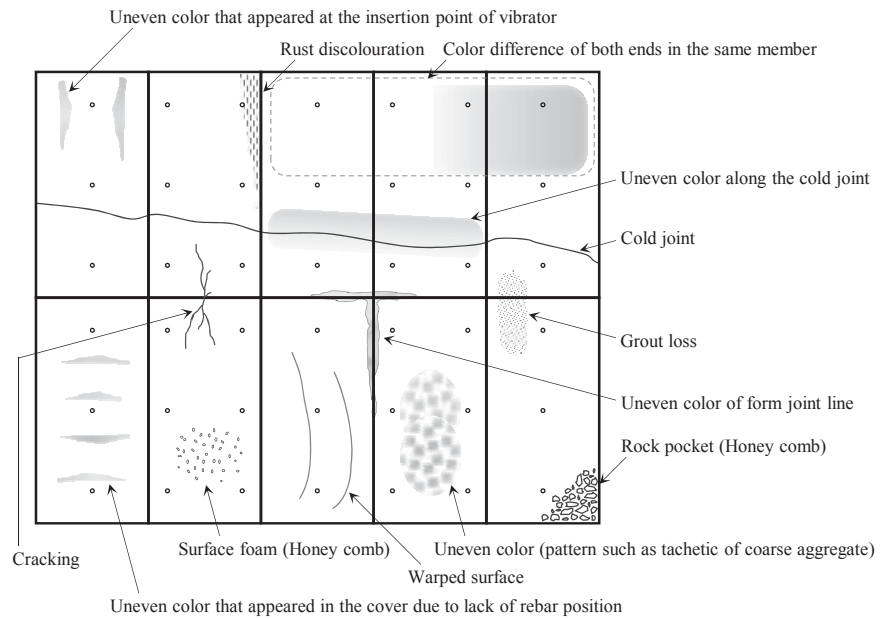 Uneven color that appeared at the insertion point of vibrator
Rust discolouration
Color difference of both ends in the same member
Uneven color along the cold joint
Cold joint
Grout loss
Uneven color of form joint line
Rock pocket (Honey comb)
Cracking
Surface foam (Honey comb)
Uneven color (pattern such as tachetic of coarse aggregate)
Warped surface
Uneven color that appeared in the cover due to lack of rebar position